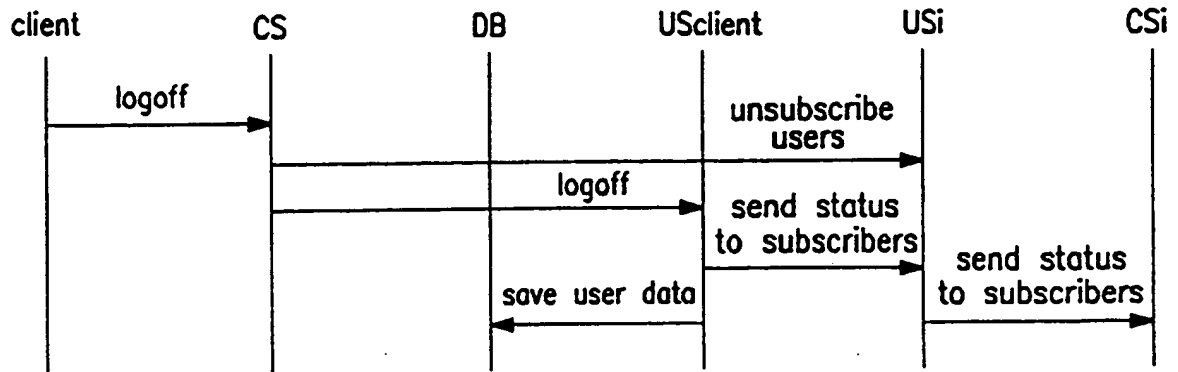 client CS DB USclient USi CSi
logoff
unsubscribe
users
logoff
send status
to subscribers
send status
to subscribers
save user data